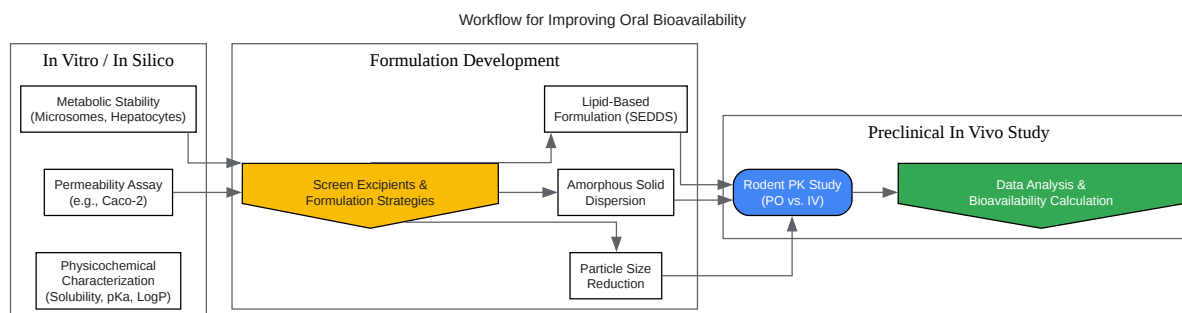 Workflow for Improving Oral Bioavailability
In Vitro / In Silico
Metabolic Stability
(Microsomes, Hepatocytes)
Permeability Assay
(e.g., Caco-2)
Physicochemical
Characterization
(Solubility, pKa, LogP)
Formulation Development
Screen Excipients &
Formulation Strategies
Lipid-Based
Formulation (SEDDS)
Amorphous Solid
Dispersion
Particle Size
Reduction
Preclinical In Vivo Study
Rodent PK Study
(PO vs. IV)
Data Analysis &
Bioavailability Calculation